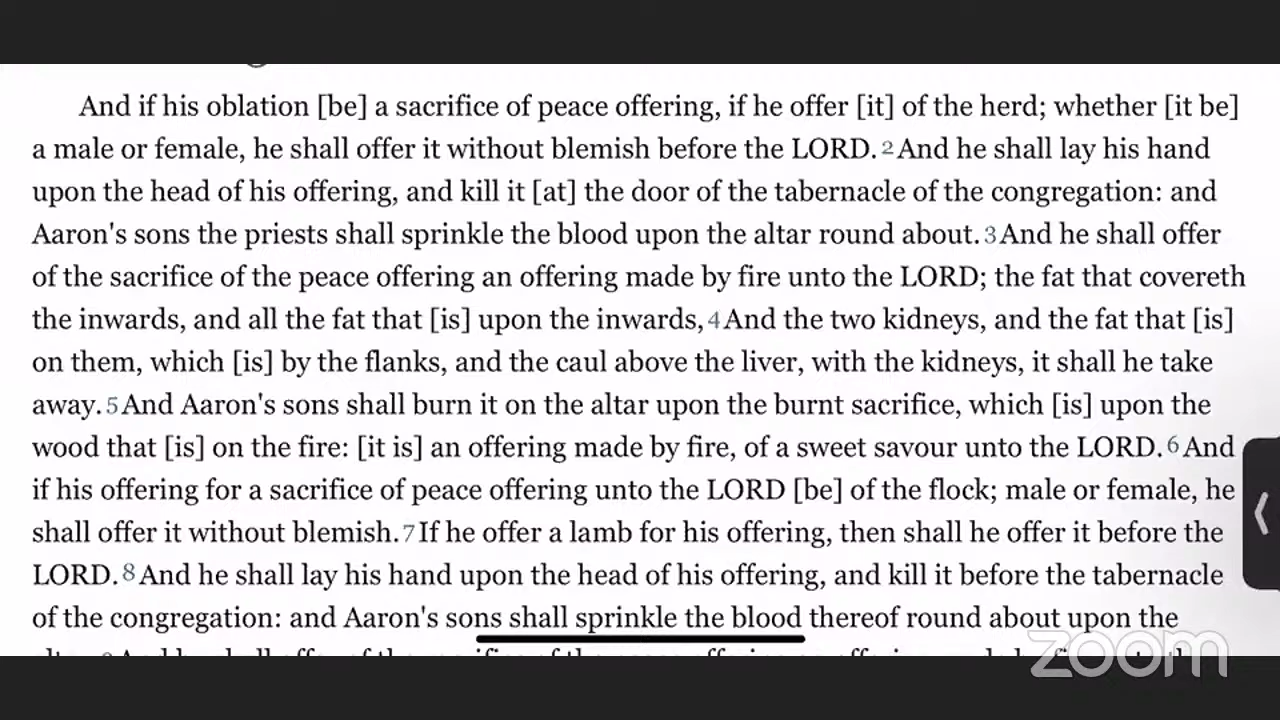 And if his oblation [be] a sacrifice of peace offering, if he offer [it] of the herd; whether [it be]
a male or female, he shall offer it without blemish before the LORD. 2 And he shall lay his hand
upon the head of his offering, and kill it [at] the door of the tabernacle of the congregation: and
Aaron's sons the priests shall sprinkle the blood upon the altar round about. 3 And he shall offer
of the sacrifice of the peace offering an offering made by fire unto the LORD; the fat that covereth
the inwards, and all the fat that [is] upon the inwards, 4 And the two kidneys, and the fat that [is]
on them, which [is] by the flanks, and the caul above the liver, with the kidneys, it shall he take
away. 5 And Aaron's sons shall burn it on the altar upon the burnt sacrifice, which [is] upon the
wood that [is] on the fire: [it is] an offering made by fire, of a sweet savour unto the LORD. 6 And
if his offering for a sacrifice of peace offering unto the LORD [be] of the flock; male or female, he
shall offer it without blemish. 7 If he offer a lamb for his offering, then shall he offer it before the
LORD. 8 And he shall lay his hand upon the head of his offering, and kill it before the tabernacle
of the congregation: and Aaron's sons shall sprinkle the blood thereof round about upon the
zoom